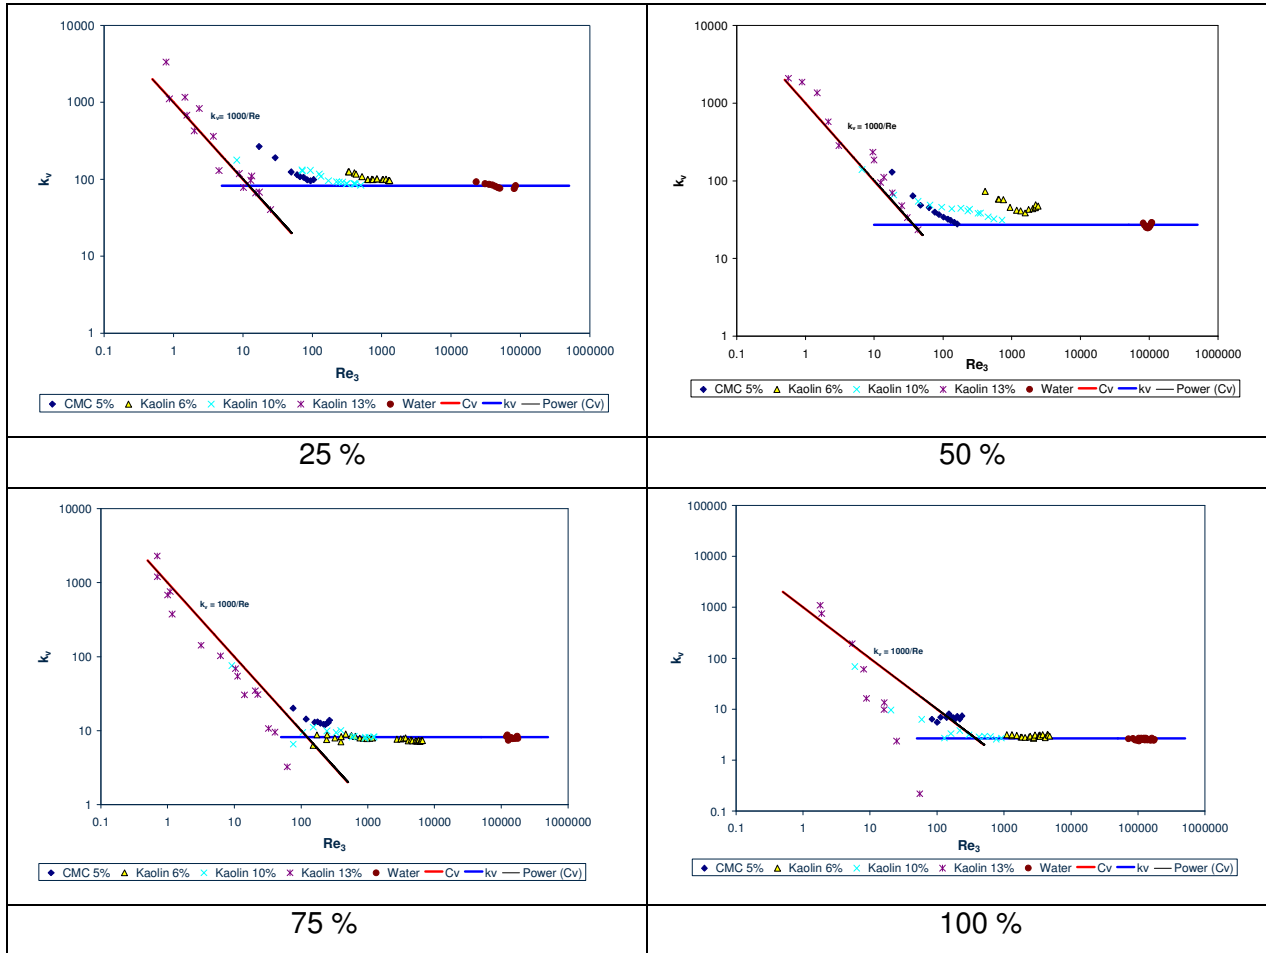 10000
1000
100
10
1
kᵥ
kᵥ= 1000/Re
0.1 1 10 100 1000 10000 100000 1000000
Re₃
CMC 5% Kaolin 6% Kaolin 10% Kaolin 13% Water Cv kv Power (Cv)
25 %
10000
1000
100
10
1
kᵥ
kᵥ = 1000/Re
0.1 1 10 100 1000 10000 100000 1000000
Re₃
CMC 5% Kaolin 6% Kaolin 10% Kaolin 13% Water Cv kv Power (Cv)
50 %
10000
1000
100
10
1
kᵥ
kᵥ = 1000/Re
0.1 1 10 100 1000 10000 100000 1000000
Re₃
CMC 5% Kaolin 6% Kaolin 10% Kaolin 13% Water Cv kv Power (Cv)
75 %
100000
10000
1000
100
10
1
0.1
kᵥ
kᵥ = 1000/Re
0.1 1 10 100 1000 10000 100000 1000000
Re₃
CMC 5% Kaolin 6% Kaolin 10% Kaolin 13% Water Cv kv Power (Cv)
100 %